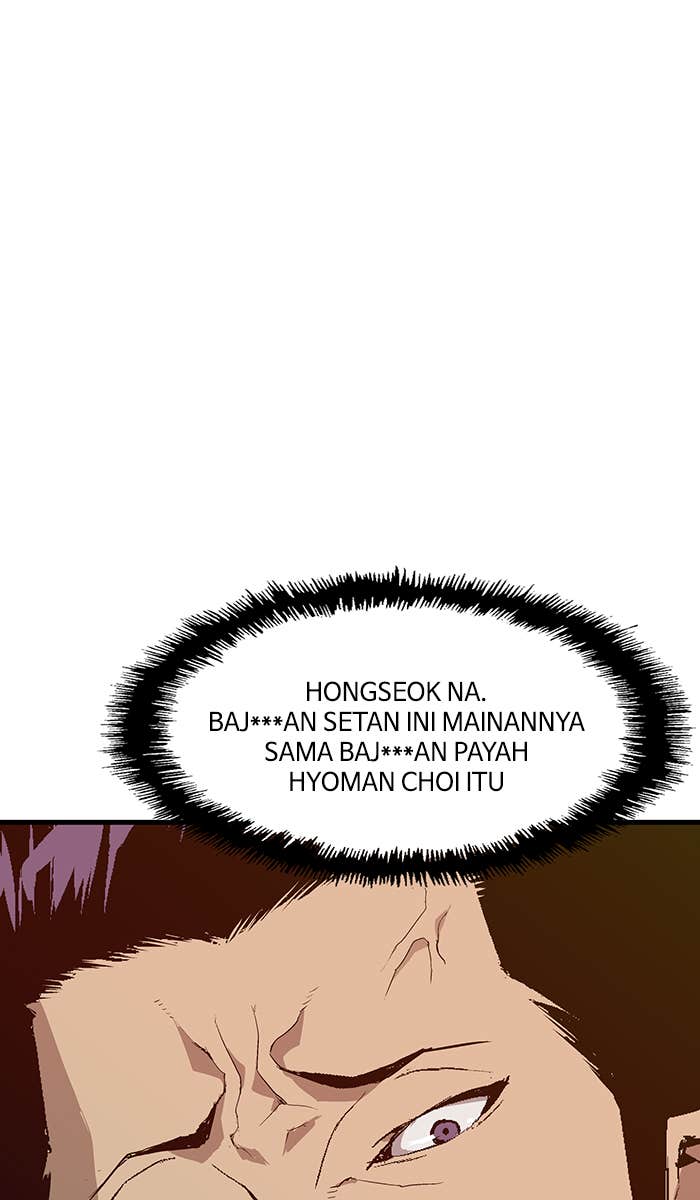 HONGSEOK NA.
BAJ***AN SETAN INI MAINANNYA
SAMA BAJ***AN PAYAH
HYOMAN CHOI ITU